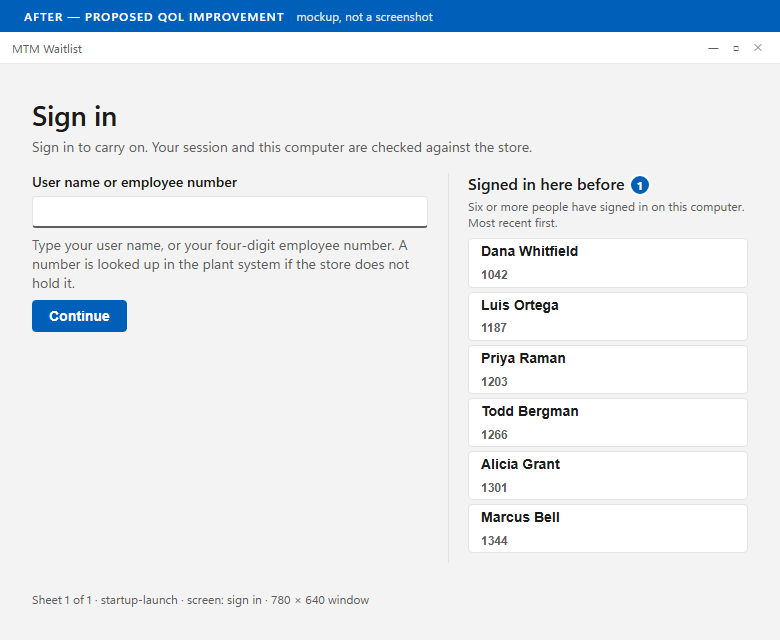 AFTER — PROPOSED QOL IMPROVEMENT mockup, not a screenshot
MTM Waitlist
Sign in
Sign in to carry on. Your session and this computer are checked against the store.
User name or employee number
Type your user name, or your four-digit employee number. A
number is looked up in the plant system if the store does not
hold it.
Continue
Signed in here before 1
Six or more people have signed in on this computer.
Most recent first.
Dana Whitfield
1042
Luis Ortega
1187
Priya Raman
1203
Todd Bergman
1266
Alicia Grant
1301
Marcus Bell
1344
Sheet 1 of 1 · startup-launch · screen: sign in · 780 × 640 window